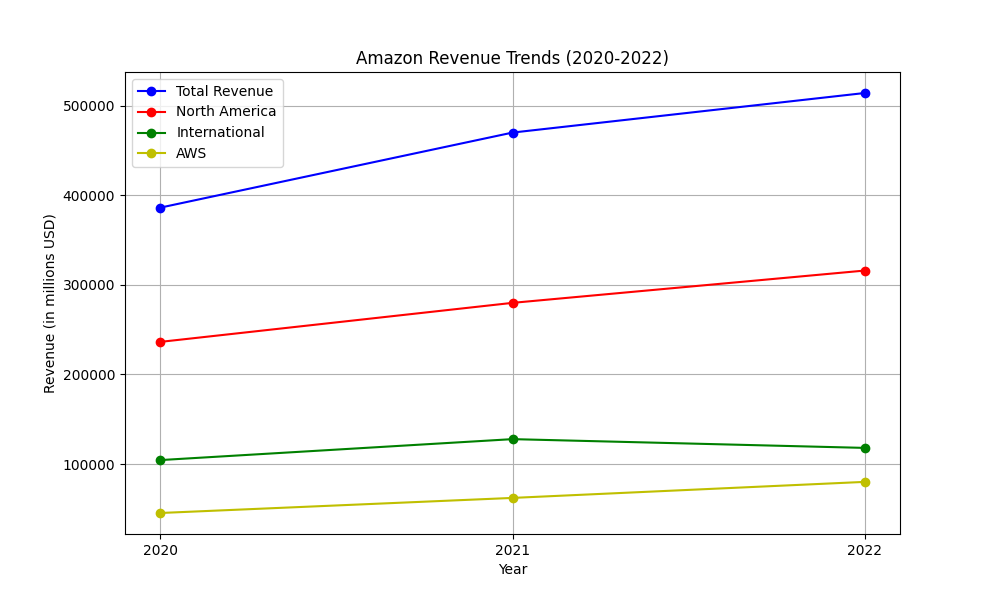 Amazon Revenue Trends (2020-2022)
Total Revenue
North America
International
AWS
500000
400000
300000
200000
100000
Revenue (in millions USD)
2020 2021 2022
Year